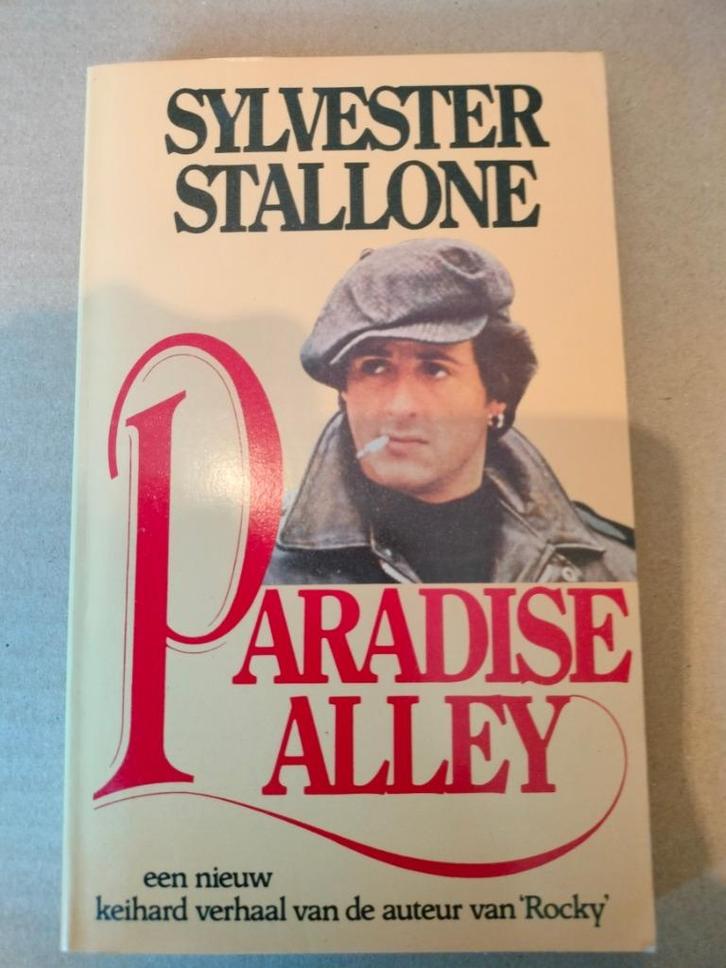 SYLVESTER
STALLONE
PARADISE
ALLEY
een nieuw
keihard verhaal van de auteur van 'Rocky'